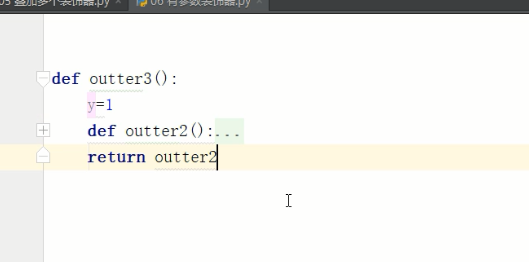 05 叠加多个装饰器.py × 06 有参数装饰器.py ×
def outter3():
y=1
def outter2():...
return outter2